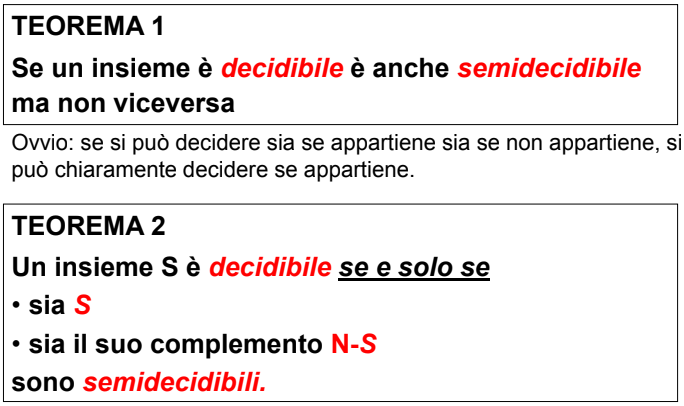 TEOREMA 1
Se un insieme è decidibile è anche semidecidibile
ma non viceversa
Ovvio: se si può decidere sia se appartiene sia se non appartiene, si
può chiaramente decidere se appartiene.
TEOREMA 2
Un insieme S è decidibile se e solo se
• sia S
• sia il suo complemento N-S
sono semidecidibili.